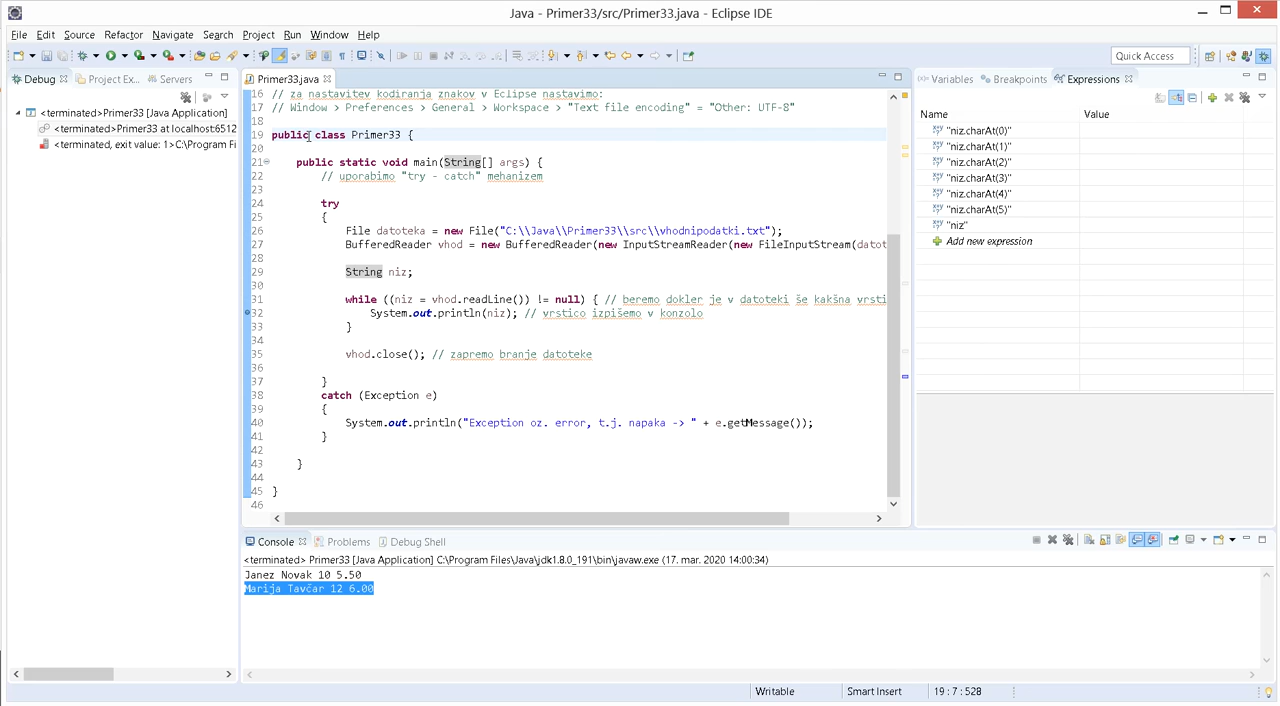 Java - Primer33/src/Primer33.java - Eclipse IDE
File Edit Source Refactor Navigate Search Project Run Window Help
Quick Access
Debug Project Ex... Servers
<terminated>Primer33 [Java Application]
<terminated>Primer33 at localhost:6512
<terminated, exit value: 1>C:\Program Fi
Primer33.java
16 // za nastavitev kodiranja znakov v Eclipse nastavimo:
17 // Window > Preferences > General > Workspace > "Text file encoding" = "Other: UTF-8"
18
19 public class Primer33 {
20
21 public static void main(String[] args) {
22 // uporabimo "try - catch" mehanizem
23
24 try
25 {
26 File datoteka = new File("C:\\Java\\Primer33\\src\\vhodnipodatki.txt");
27 BufferedReader vhod = new BufferedReader(new InputStreamReader(new FileInputStream(datot
28
29 String niz;
30
31 while ((niz = vhod.readLine()) != null) { // beremo dokler je v datoteki še kakšna vrsti
32 System.out.println(niz); // vrstico izpišemo v konzolo
33 }
34
35 vhod.close(); // zapremo branje datoteke
36
37 }
38 catch (Exception e)
39 {
40 System.out.println("Exception oz. error, t.j. napaka -> " + e.getMessage());
41 }
42
43 }
44
45 }
46
Variables Breakpoints Expressions
Name Value
"niz.charAt(0)"
"niz.charAt(1)"
"niz.charAt(2)"
"niz.charAt(3)"
"niz.charAt(4)"
"niz.charAt(5)"
"niz"
Add new expression
Console Problems Debug Shell
<terminated> Primer33 [Java Application] C:\Program Files\Java\jdk1.8.0_191\bin\javaw.exe (17. mar. 2020 14:00:34)
Janez Novak 10 5.50
Marija Tavčar 12 6.00
Writable Smart Insert 19 : 7 : 528